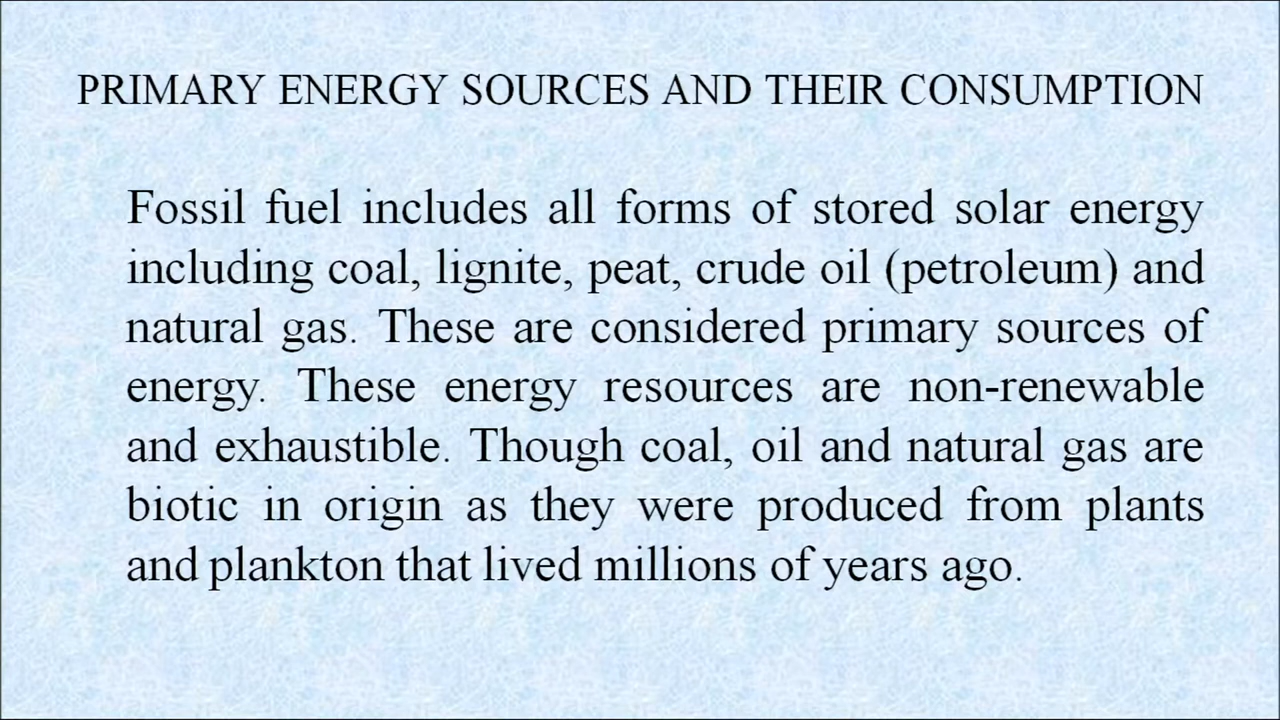 PRIMARY ENERGY SOURCES AND THEIR CONSUMPTION
Fossil fuel includes all forms of stored solar energy
including coal, lignite, peat, crude oil (petroleum) and
natural gas. These are considered primary sources of
energy. These energy resources are non-renewable
and exhaustible. Though coal, oil and natural gas are
biotic in origin as they were produced from plants
and plankton that lived millions of years ago.